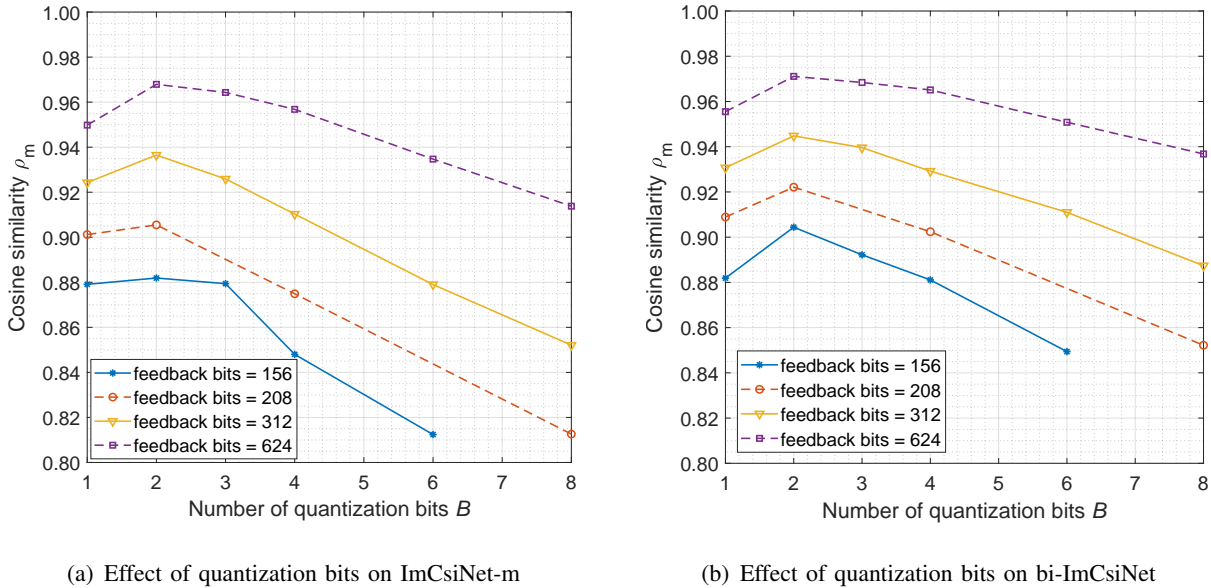 1.00
0.98
0.96
0.94
0.92
0.90
0.88
0.86
0.84
0.82
0.80
Cosine similarity ρm
feedback bits = 156
feedback bits = 208
feedback bits = 312
feedback bits = 624
1 2 3 4 5 6 7 8
Number of quantization bits B
(a) Effect of quantization bits on ImCsiNet-m
1.00
0.98
0.96
0.94
0.92
0.90
0.88
0.86
0.84
0.82
0.80
Cosine similarity ρm
feedback bits = 156
feedback bits = 208
feedback bits = 312
feedback bits = 624
1 2 3 4 5 6 7 8
Number of quantization bits B
(b) Effect of quantization bits on bi-ImCsiNet